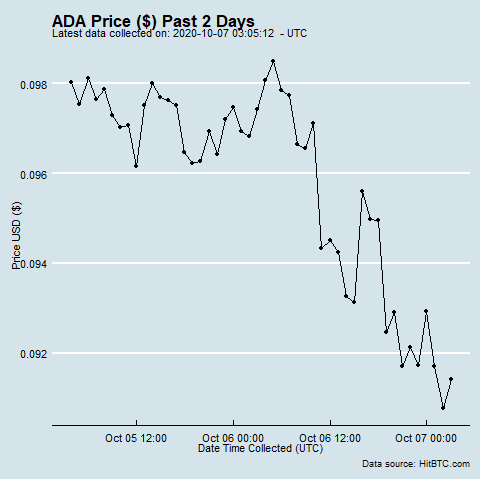 ADA Price ($) Past 2 Days
Latest data collected on: 2020-10-07 03:05:12 - UTC
0.098
0.096
0.094
0.092
Price USD ($)
Oct 05 12:00 Oct 06 00:00 Oct 06 12:00 Oct 07 00:00
Date Time Collected (UTC)
Data source: HitBTC.com